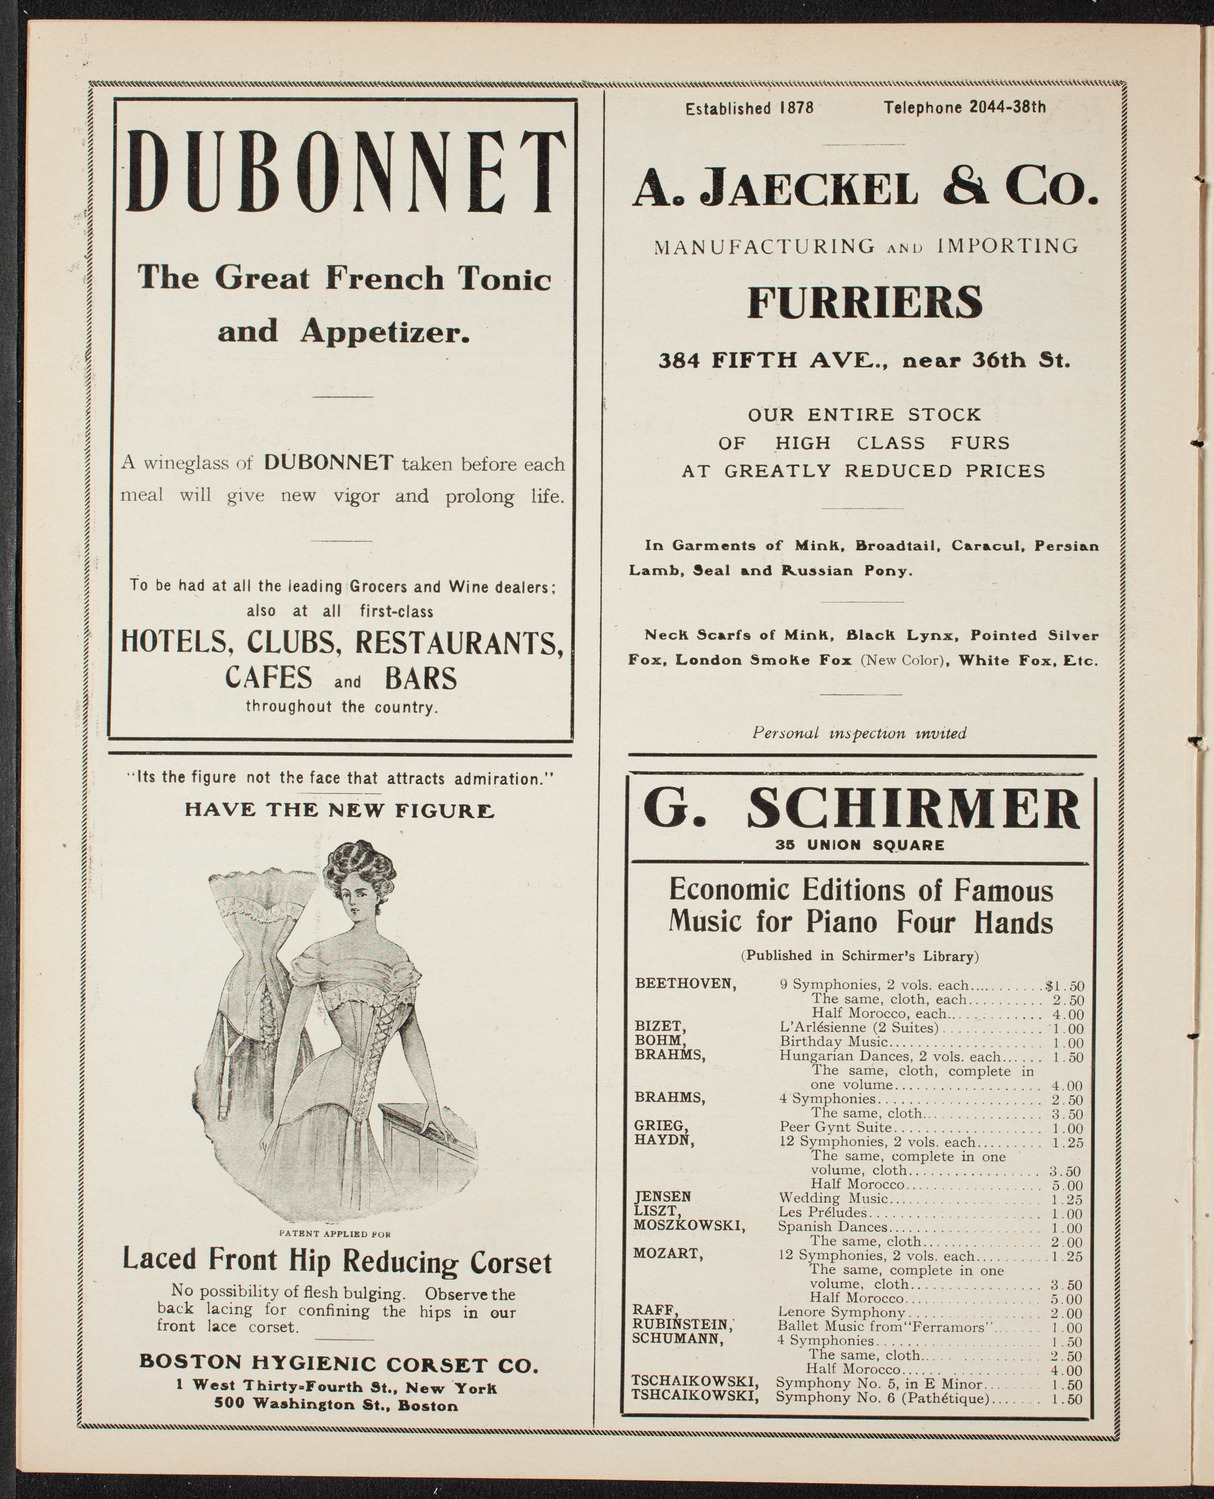 DUBONNET
The Great French Tonic
and Appetizer.
A wineglass of DUBONNET taken before each
meal will give new vigor and prolong life.
To be had at all the leading Grocers and Wine dealers;
also at all first-class
HOTELS, CLUBS, RESTAURANTS,
CAFES and BARS
throughout the country.
"Its the figure not the face that attracts admiration."
HAVE THE NEW FIGURE
PATENT APPLIED FOR
Laced Front Hip Reducing Corset
No possibility of flesh bulging. Observe the
back lacing for confining the hips in our
front lace corset.
BOSTON HYGIENIC CORSET CO.
1 West Thirty-Fourth St., New York
500 Washington St., Boston
Established 1878 Telephone 2044-38th
A. JAECKEL & CO.
MANUFACTURING AND IMPORTING
FURRIERS
384 FIFTH AVE., near 36th St.
OUR ENTIRE STOCK
OF HIGH CLASS FURS
AT GREATLY REDUCED PRICES
In Garments of Mink, Broadtail, Caracul, Persian
Lamb, Seal and Russian Pony.
Neck Scarfs of Mink, Black Lynx, Pointed Silver
Fox, London Smoke Fox (New Color), White Fox, Etc.
Personal inspection invited
G. SCHIRMER
35 UNION SQUARE
Economic Editions of Famous
Music for Piano Four Hands
(Published in Schirmer's Library)
BEETHOVEN, 9 Symphonies, 2 vols. each..........$1.50
The same, cloth, each.......... 2.50
Half Morocco, each............. 4.00
BIZET, L'Arlésienne (2 Suites)............. 1.00
BOHM, Birthday Music................... 1.00
BRAHMS, Hungarian Dances, 2 vols. each...... 1.50
The same, cloth, complete in
one volume................... 4.00
BRAHMS, 4 Symphonies.................... 2.50
The same, cloth............... 3.50
GRIEG, Peer Gynt Suite................... 1.00
HAYDN, 12 Symphonies, 2 vols. each......... 1.25
The same, complete in one
volume, cloth................. 3.50
Half Morocco.................. 5.00
JENSEN Wedding Music.................... 1.25
LISZT, Les Préludes....................... 1.00
MOSZKOWSKI, Spanish Dances.................... 1.00
The same, cloth................ 2.00
MOZART, 12 Symphonies, 2 vols. each..........1.25
The same, complete in one
volume, cloth................. 3.50
Half Morocco.................. 5.00
RAFF, Lenore Symphony.................. 2.00
RUBINSTEIN, Ballet Music from "Ferramors"....... 1.00
SCHUMANN, 4 Symphonies..................... 1.50
The same, cloth............... 2.50
Half Morocco.................. 4.00
TSCHAIKOWSKI, Symphony No. 5, in E Minor........ 1.50
TSHCAIKOWSKI, Symphony No. 6 (Pathétique)....... 1.50